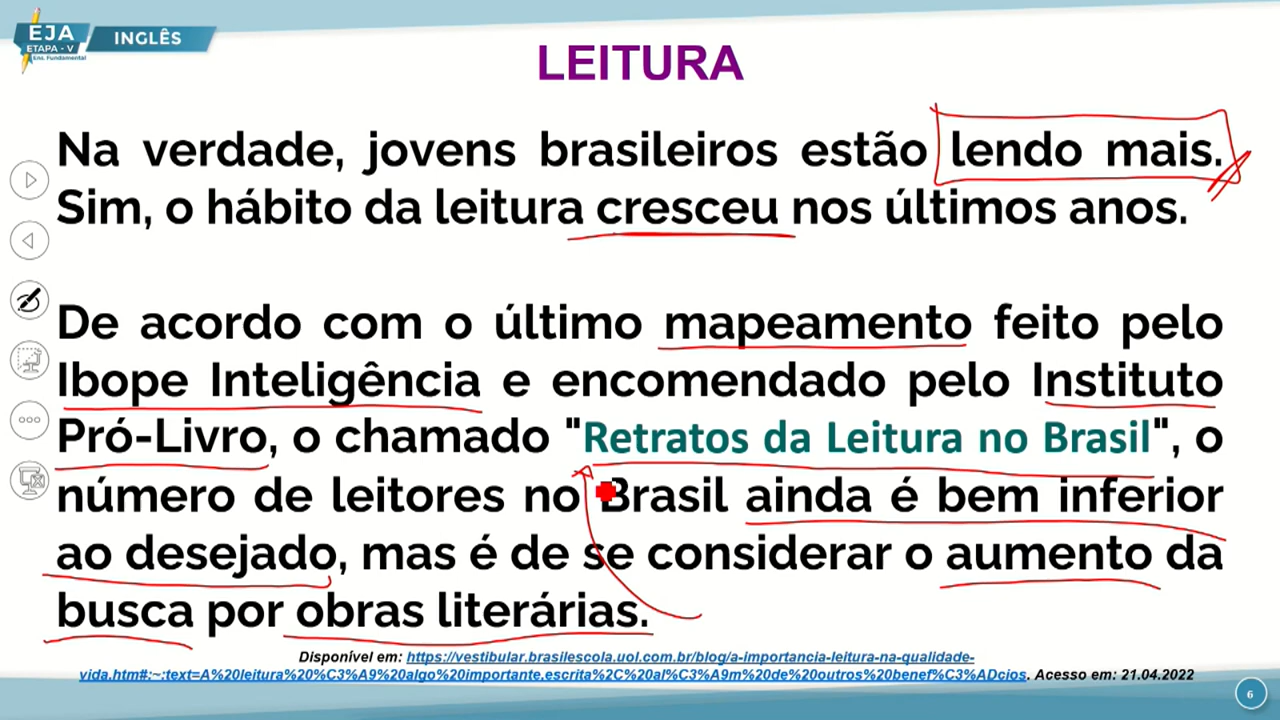 EJA
ETAPA - V
Ens. Fundamental
INGLÊS
LEITURA
Na verdade, jovens brasileiros estão lendo mais.
Sim, o hábito da leitura cresceu nos últimos anos.
De acordo com o último mapeamento feito pelo
Ibope Inteligência e encomendado pelo Instituto
Pró-Livro, o chamado "Retratos da Leitura no Brasil", o
número de leitores no Brasil ainda é bem inferior
ao desejado, mas é de se considerar o aumento da
busca por obras literárias.
Disponível em: https://vestibular.brasilescola.uol.com.br/blog/a-importancia-leitura-na-qualidade-
vida.htm#:~:text=A%20leitura%20%C3%A9%20algo%20importante,escrita%2C%20al%C3%A9m%20de%20outros%20benef%C3%ADcios. Acesso em: 21.04.2022
6